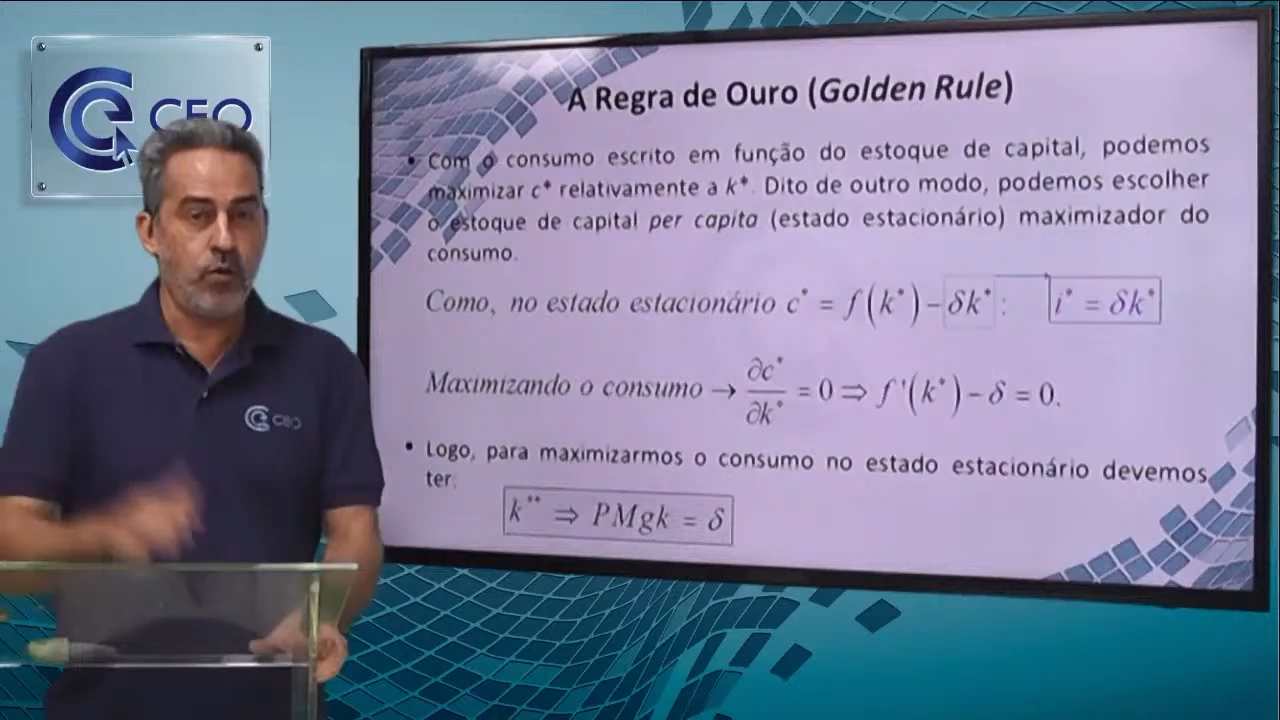 CEO
A Regra de Ouro (Golden Rule)
• Com o consumo escrito em função do estoque de capital, podemos
maximizar c* relativamente a k*. Dito de outro modo, podemos escolher
o estoque de capital per capita (estado estacionário) maximizador do
consumo.
Como, no estado estacionário c* = f(k*) − δk* : i* = δk*
Maximizando o consumo → ∂c*/∂k* = 0 ⇒ f'(k*) − δ = 0.
• Logo, para maximizarmos o consumo no estado estacionário devemos
ter:
k** ⇒ PMgk = δ
CEO